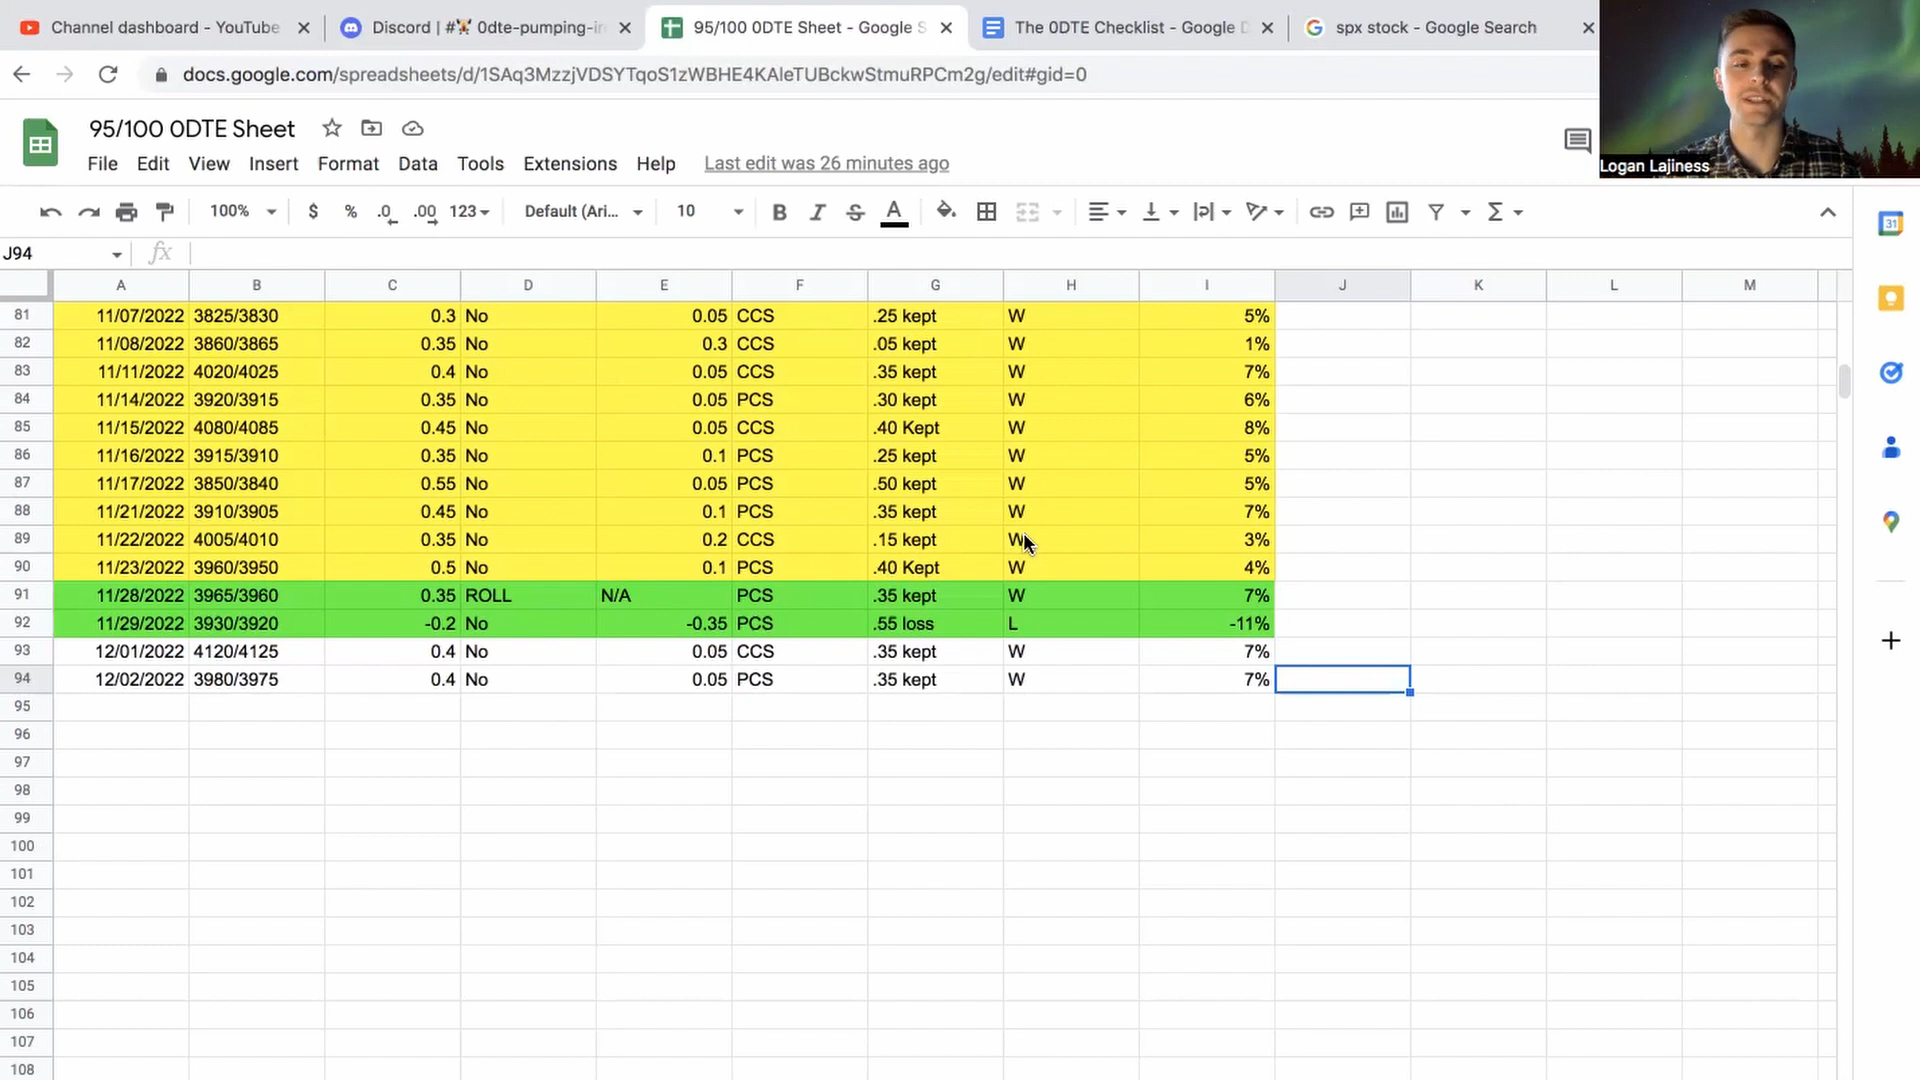 Channel dashboard - YouTube
Discord | # 0dte-pumping-ir
95/100 0DTE Sheet - Google S
The 0DTE Checklist - Google D
spx stock - Google Search
docs.google.com/spreadsheets/d/1SAq3MzzjVDSYTqoS1zWBHE4KAleTUBckwStmuRPCm2g/edit#gid=0
95/100 0DTE Sheet
File Edit View Insert Format Data Tools Extensions Help Last edit was 26 minutes ago
Logan Lajiness
100% $ % .0 .00 123 Default (Ari... 10 B I S A
31
J94 fx
A B C D E F G H I J K L M
81 11/07/2022 3825/3830 0.3 No 0.05 CCS .25 kept W 5%
82 11/08/2022 3860/3865 0.35 No 0.3 CCS .05 kept W 1%
83 11/11/2022 4020/4025 0.4 No 0.05 CCS .35 kept W 7%
84 11/14/2022 3920/3915 0.35 No 0.05 PCS .30 kept W 6%
85 11/15/2022 4080/4085 0.45 No 0.05 CCS .40 Kept W 8%
86 11/16/2022 3915/3910 0.35 No 0.1 PCS .25 kept W 5%
87 11/17/2022 3850/3840 0.55 No 0.05 PCS .50 kept W 5%
88 11/21/2022 3910/3905 0.45 No 0.1 PCS .35 kept W 7%
89 11/22/2022 4005/4010 0.35 No 0.2 CCS .15 kept W 3%
90 11/23/2022 3960/3950 0.5 No 0.1 PCS .40 Kept W 4%
91 11/28/2022 3965/3960 0.35 ROLL N/A PCS .35 kept W 7%
92 11/29/2022 3930/3920 -0.2 No -0.35 PCS .55 loss L -11%
93 12/01/2022 4120/4125 0.4 No 0.05 CCS .35 kept W 7%
94 12/02/2022 3980/3975 0.4 No 0.05 PCS .35 kept W 7%
95
96
97
98
99
100
101
102
103
104
105
106
107
108